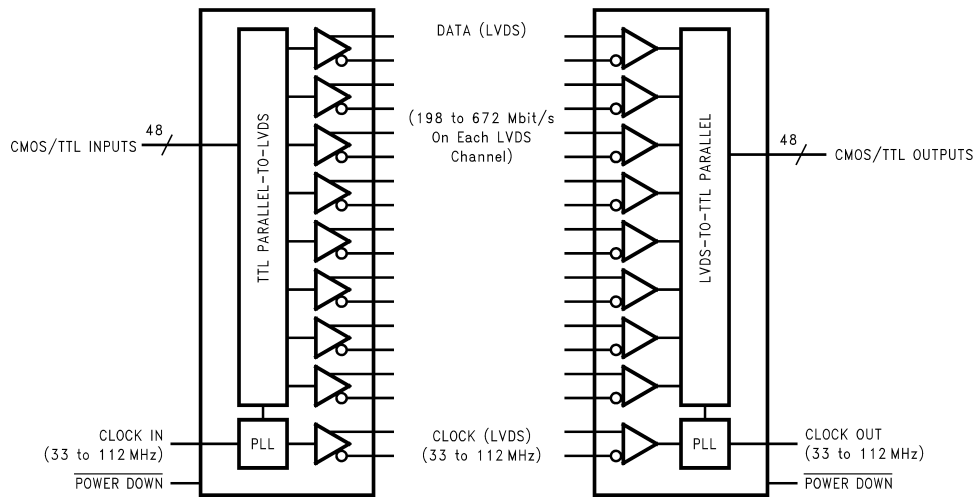 DATA (LVDS)
(198 to 672 Mbit/s
On Each LVDS
Channel)
48
CMOS/TTL INPUTS
TTL PARALLEL-TO-LVDS
LVDS-TO-TTL PARALLEL
48
CMOS/TTL OUTPUTS
CLOCK IN
(33 to 112 MHz)
PLL
CLOCK (LVDS)
(33 to 112 MHz)
PLL
CLOCK OUT
(33 to 112 MHz)
POWER DOWN
POWER DOWN